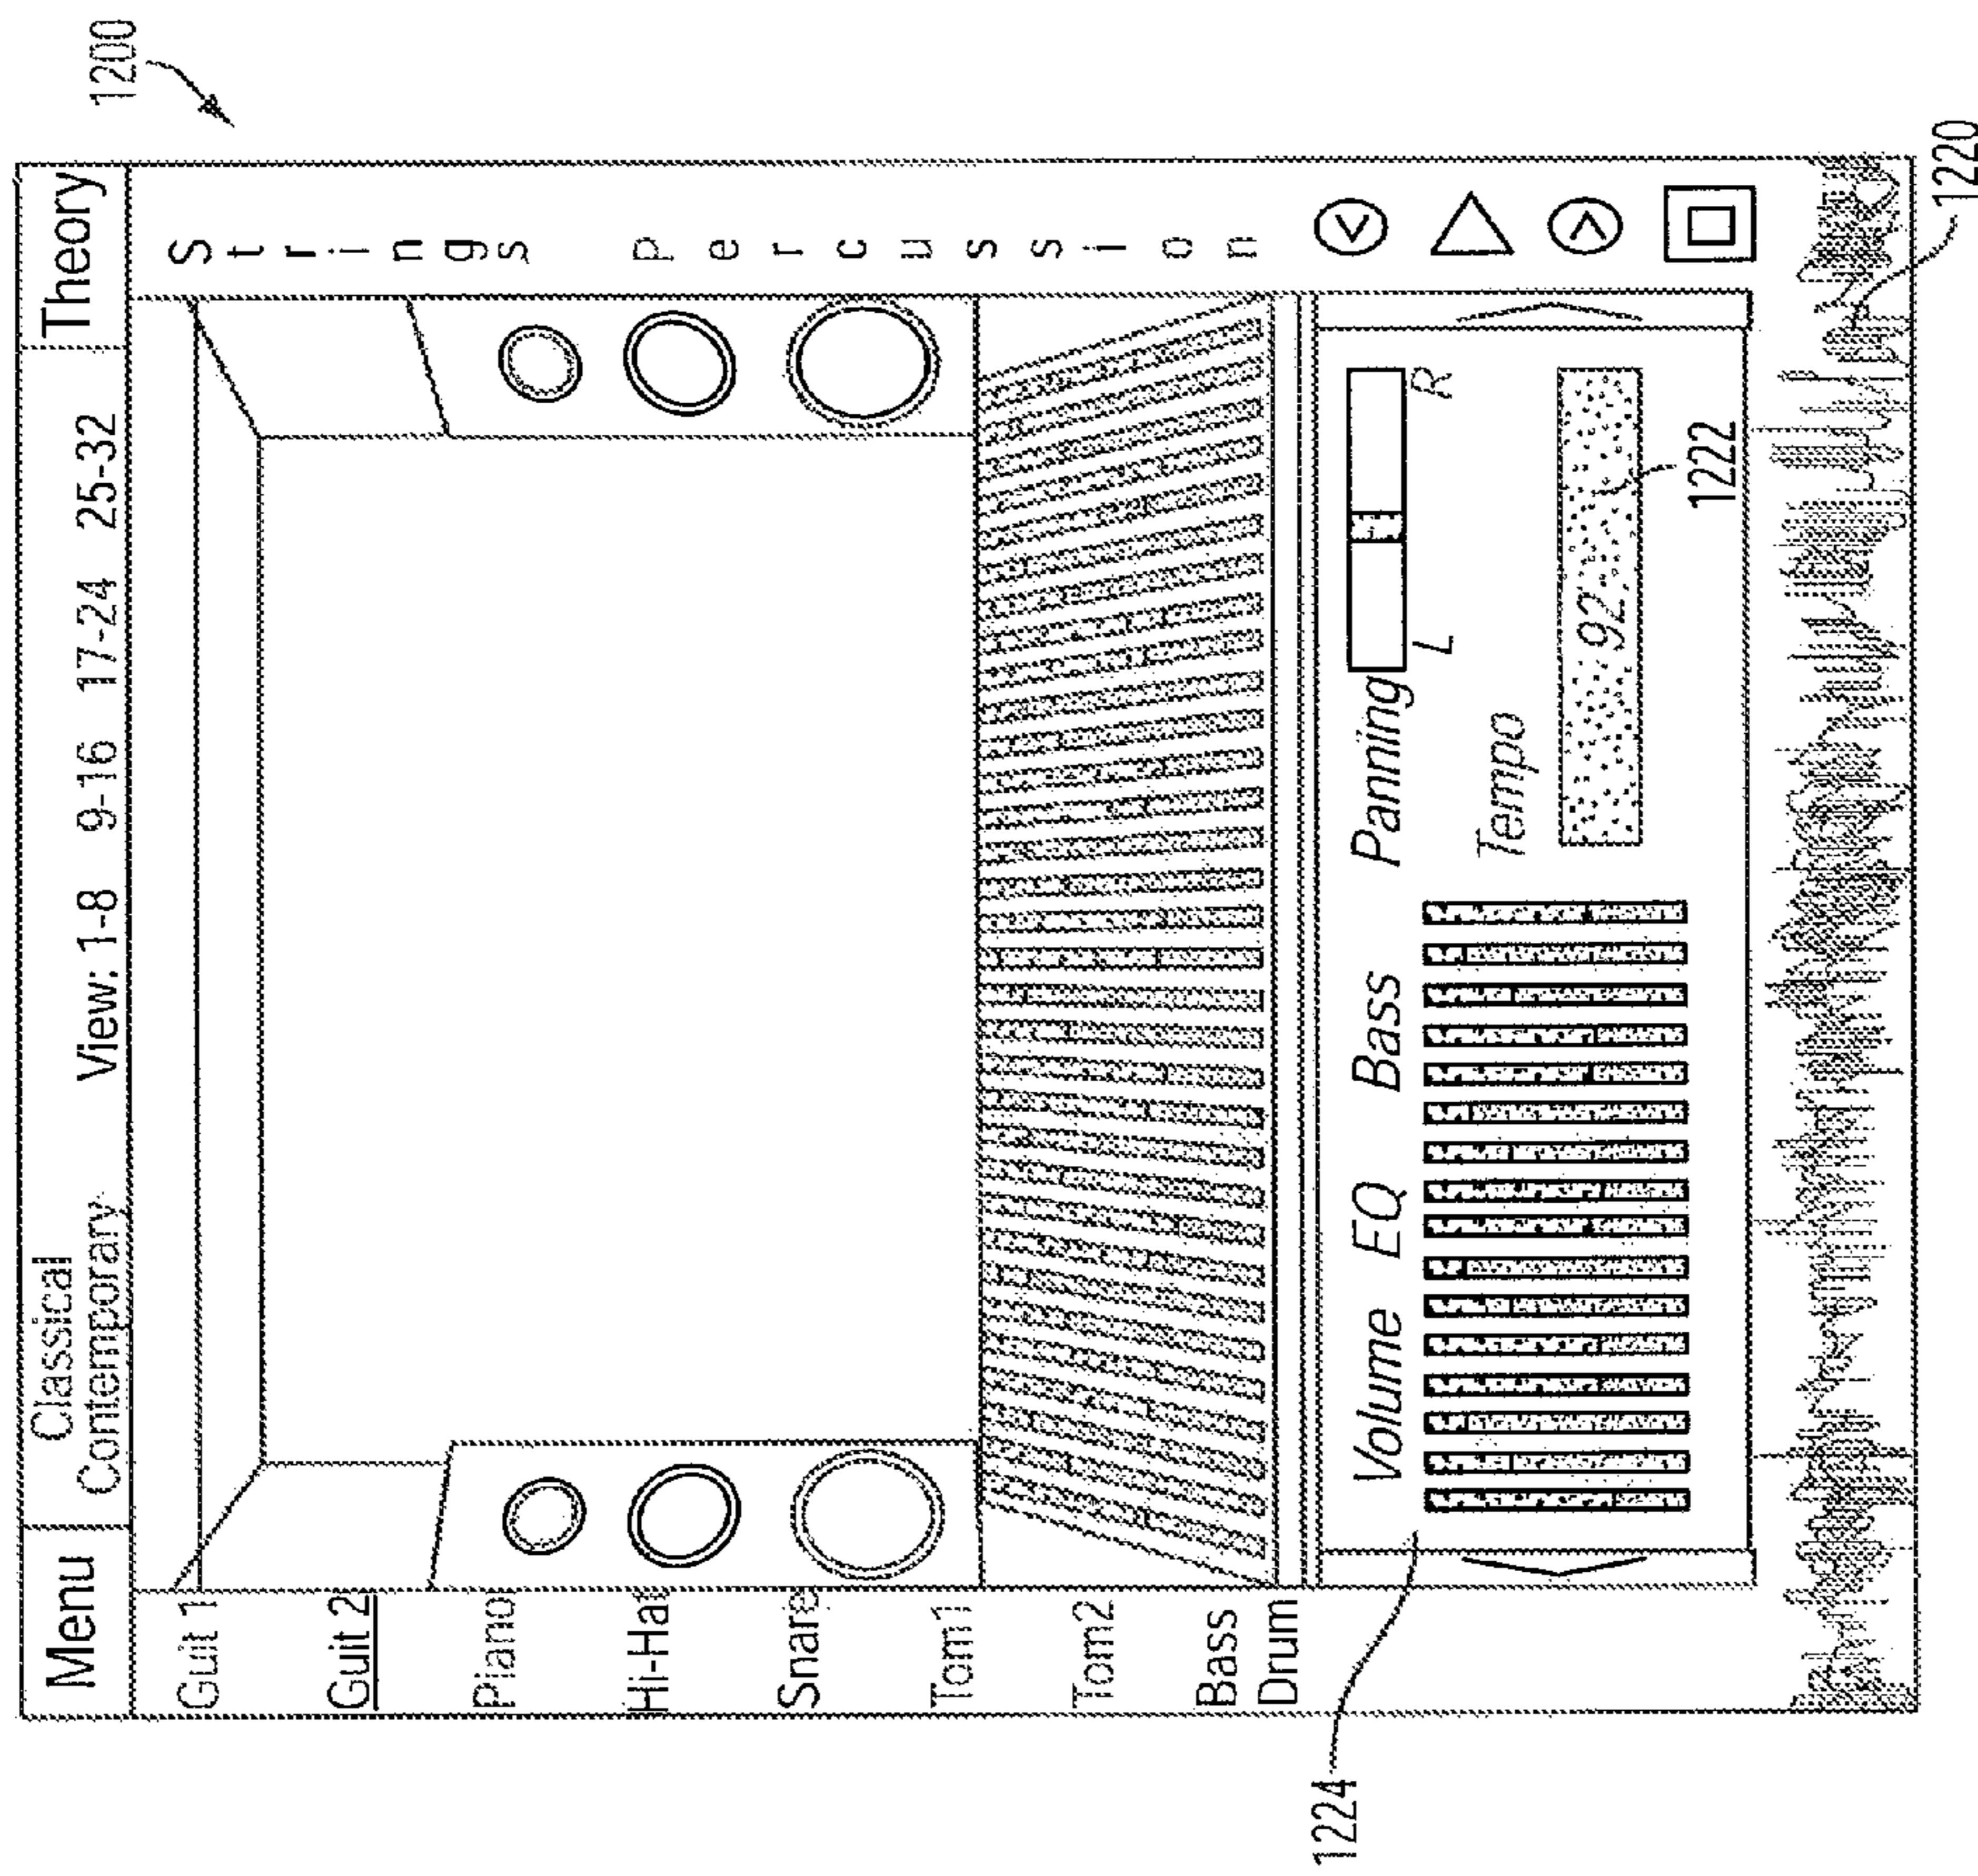 1200
Menu
Classical
Contemporary
View: 1-8 9-16 17-24 25-32
Theory
Guit 1
Guit 2
Piano
Hi-Hat
Snare
Tom1
Tom2
Bass
Drum
Strings
Percussion
Volume EQ Bass Panning
L R
Tempo
92
1222
1224
1220